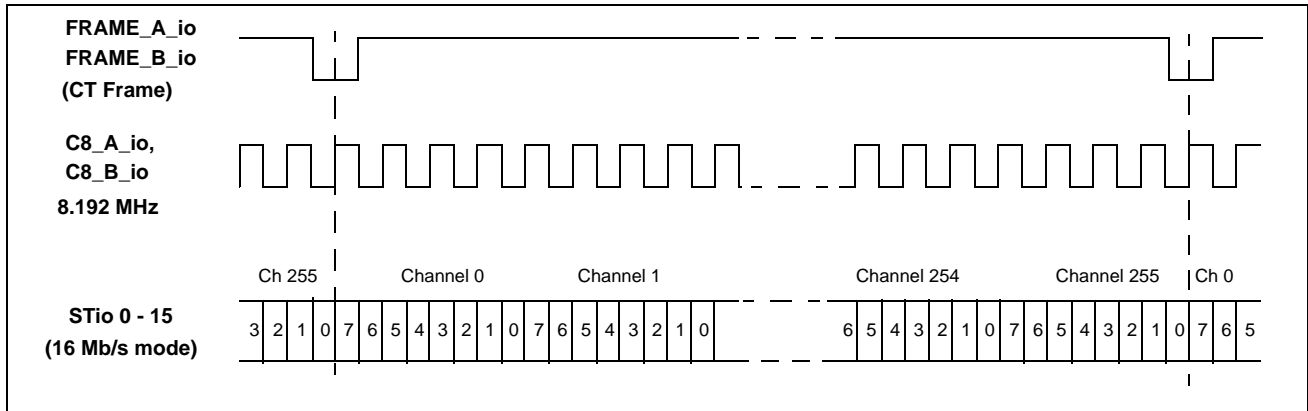 FRAME_A_io
FRAME_B_io
(CT Frame)
C8_A_io,
C8_B_io
8.192 MHz
Ch 255 Channel 0 Channel 1 Channel 254 Channel 255 Ch 0
STio 0 - 15
(16 Mb/s mode)
3 2 1 0 7 6 5 4 3 2 1 0 7 6 5 4 3 2 1 0 6 5 4 3 2 1 0 7 6 5 4 3 2 1 0 7 6 5